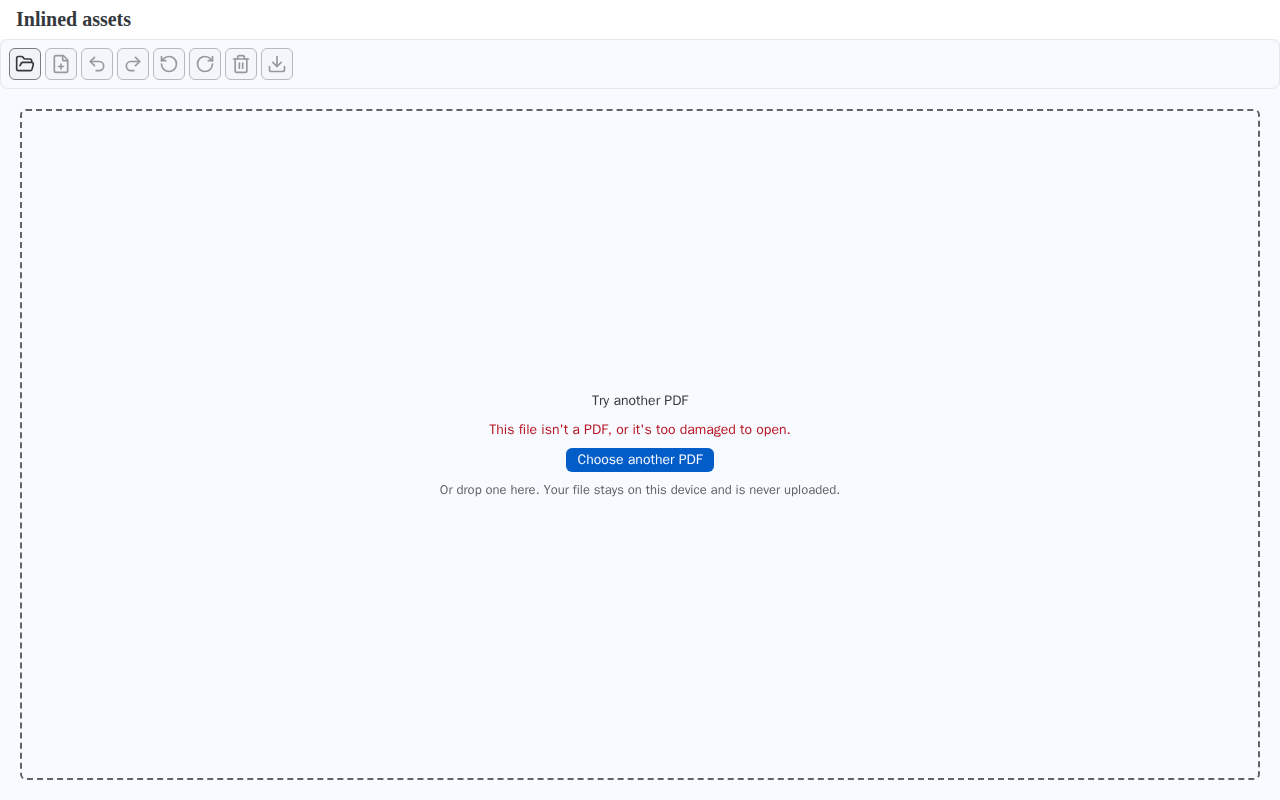 Inlined assets
Try another PDF
This file isn't a PDF, or it's too damaged to open.
Choose another PDF
Or drop one here. Your file stays on this device and is never uploaded.